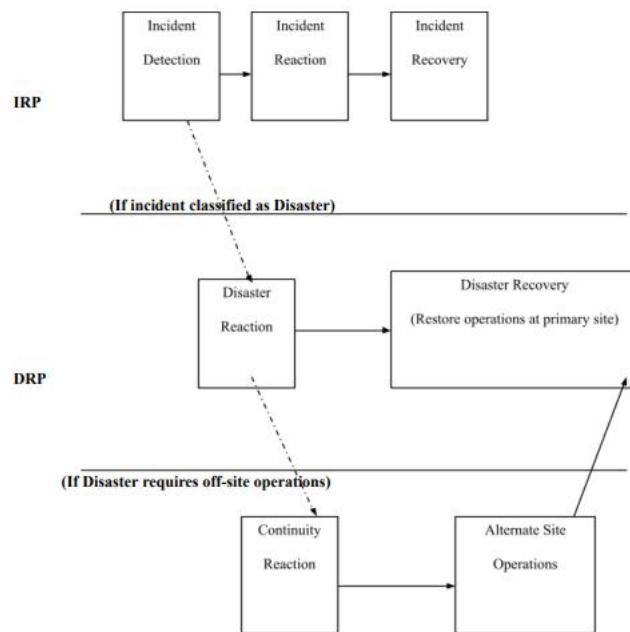 Incident
Detection
Incident
Reaction
Incident
Recovery
IRP
(If incident classified as Disaster)
Disaster
Reaction
Disaster Recovery
(Restore operations at primary site)
DRP
(If Disaster requires off-site operations)
Continuity
Reaction
Alternate Site
Operations